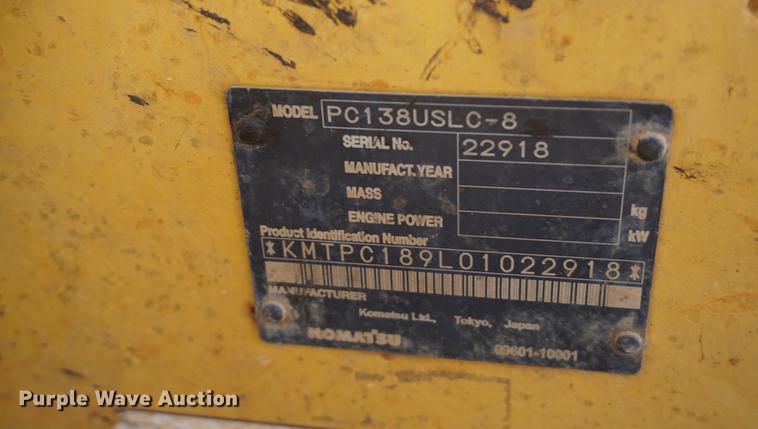 MODEL PC138USLC-8
SERIAL No. 22918
MANUFACT. YEAR
MASS kg
ENGINE POWER kW
Product Identification Number
*KMTPC189L01022918*
MANUFACTURER
Komatsu Ltd., Tokyo, Japan
KOMATSU 09601-10001
Purple Wave Auction